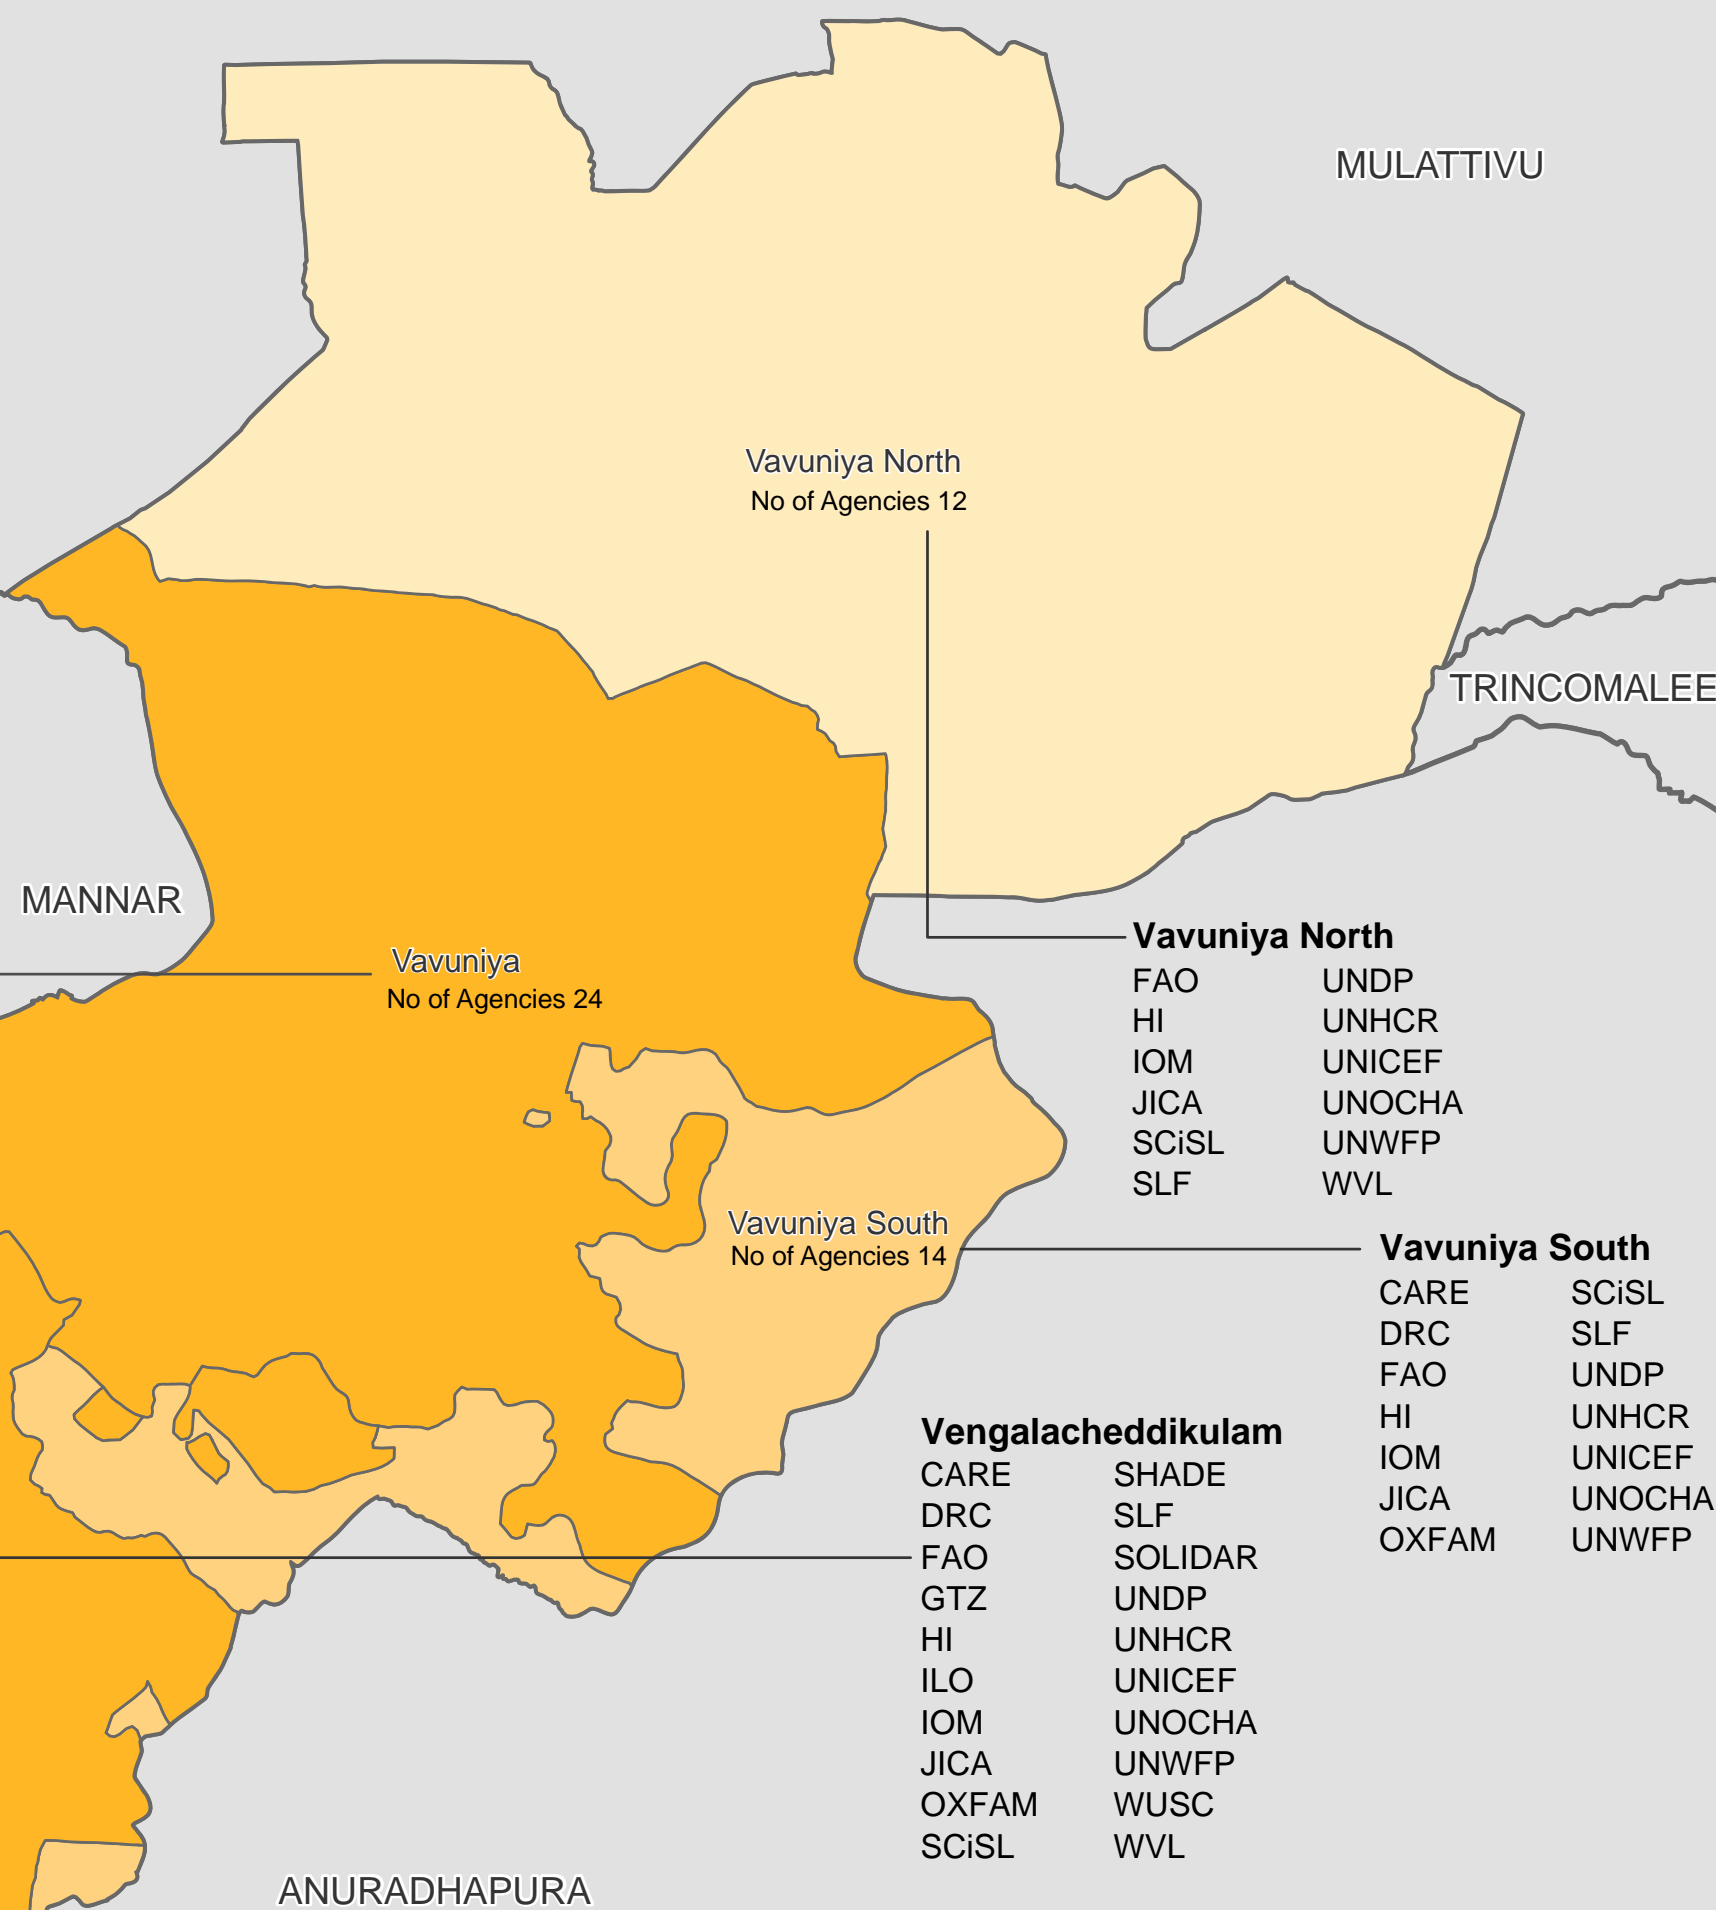 MULATTIVU
Vavuniya North
No of Agencies 12
TRINCOMALEE
MANNAR
Vavuniya
No of Agencies 24
Vavuniya North
FAO UNDP
HI UNHCR
IOM UNICEF
JICA UNOCHA
SCiSL UNWFP
SLF WVL
Vavuniya South
No of Agencies 14
Vavuniya South
CARE SCiSL
DRC SLF
FAO UNDP
HI UNHCR
IOM UNICEF
JICA UNOCHA
OXFAM UNWFP
Vengalacheddikulam
CARE SHADE
DRC SLF
FAO SOLIDAR
GTZ UNDP
HI UNHCR
ILO UNICEF
IOM UNOCHA
JICA UNWFP
OXFAM WUSC
SCiSL WVL
ANURADHAPURA